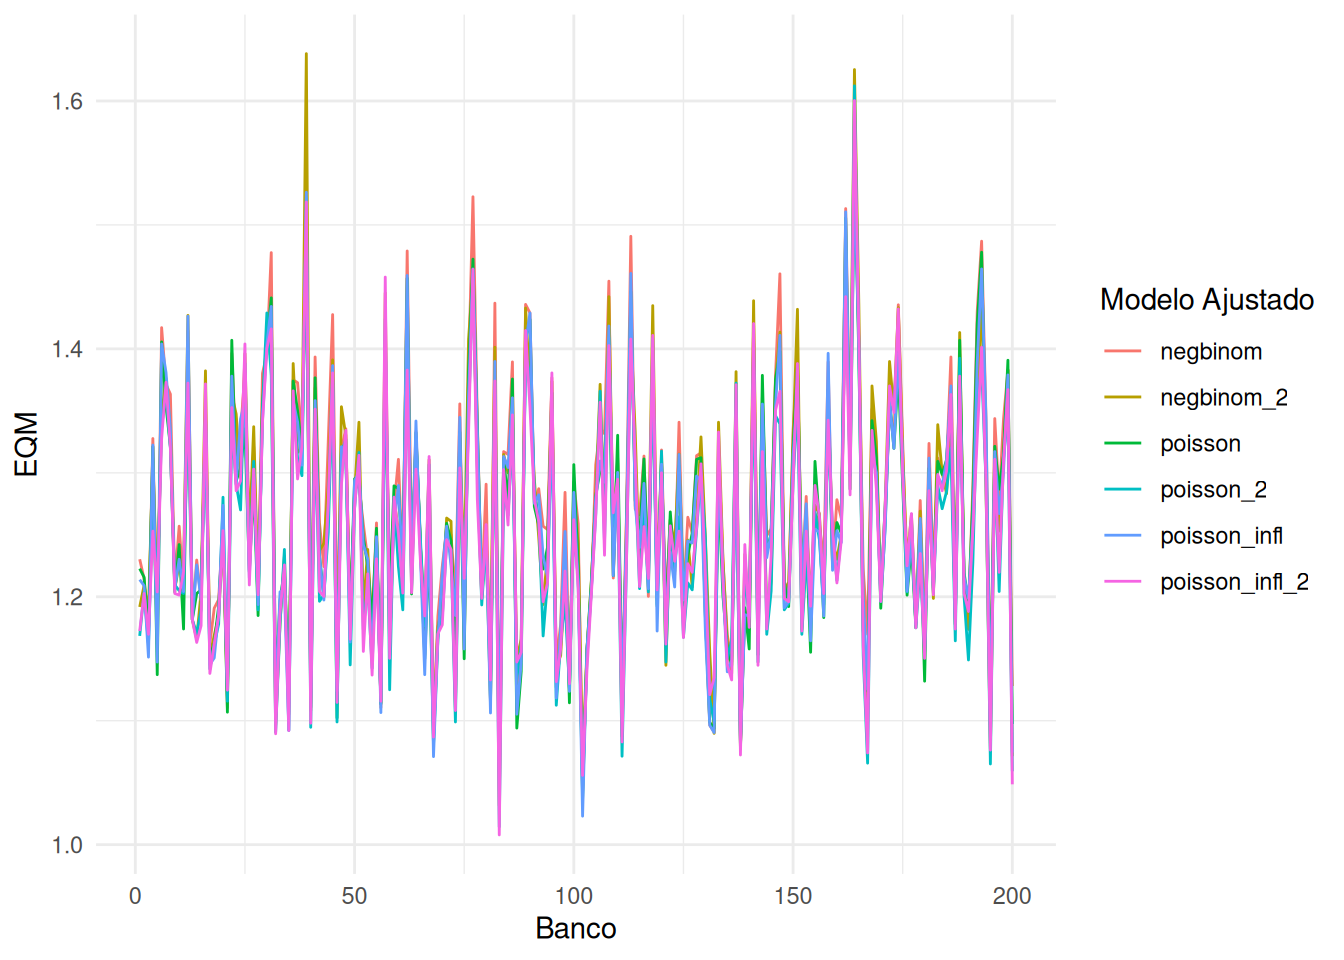 1.6
1.4
1.2
1.0
EQM
0 50 100 150 200
Banco
Modelo Ajustado
negbinom
negbinom_2
poisson
poisson_2
poisson_infl
poisson_infl_2